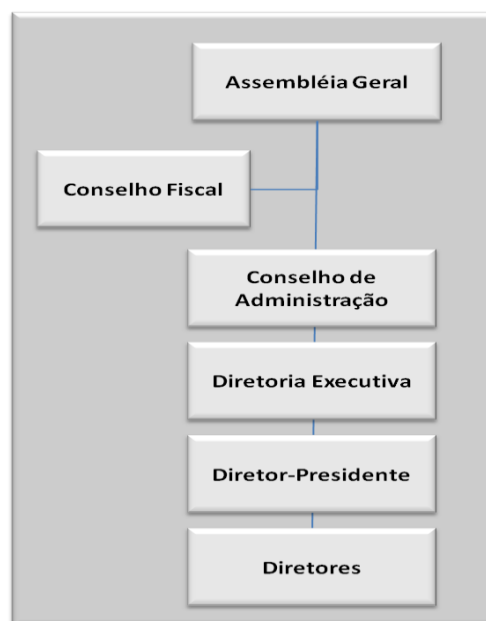 Assembléia Geral
Conselho Fiscal
Conselho de
Administração
Diretoria Executiva
Diretor-Presidente
Diretores